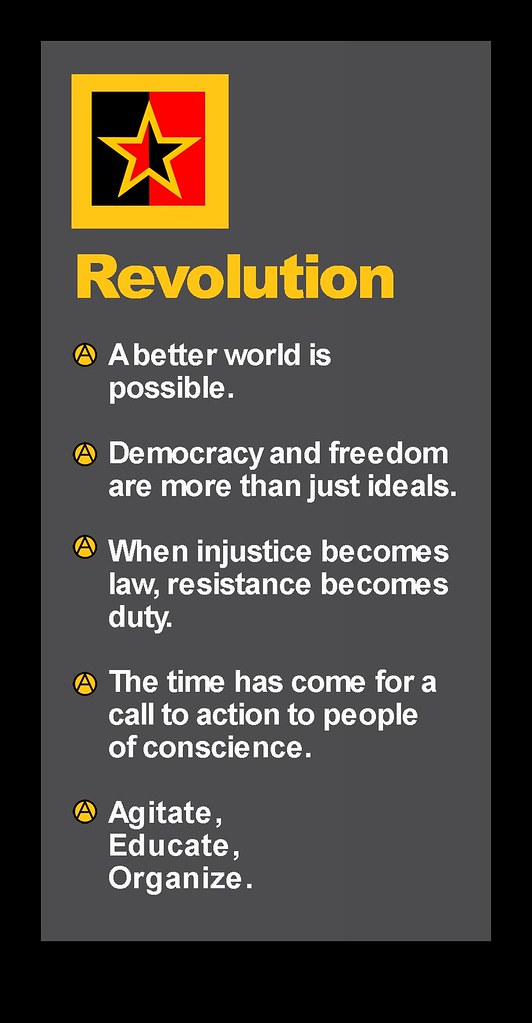 Revolution
A better world is
possible.
Democracy and freedom
are more than just ideals.
When injustice becomes
law, resistance becomes
duty.
The time has come for a
call to action to people
of conscience.
Agitate,
Educate,
Organize.